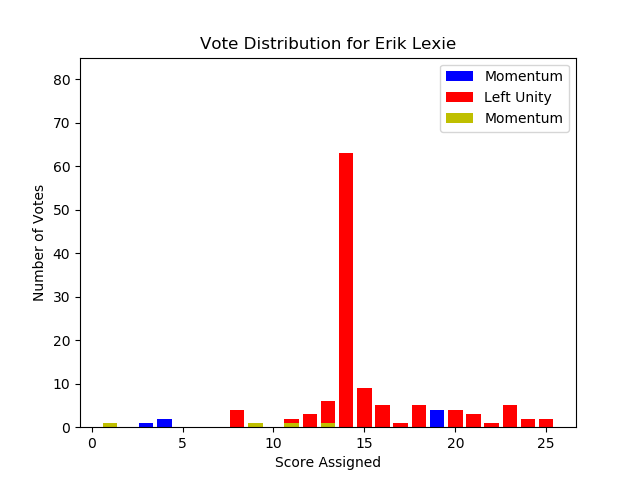 Vote Distribution for Erik Lexie
Momentum
Left Unity
Momentum
Number of Votes
80
70
60
50
40
30
20
10
0
0 5 10 15 20 25
Score Assigned